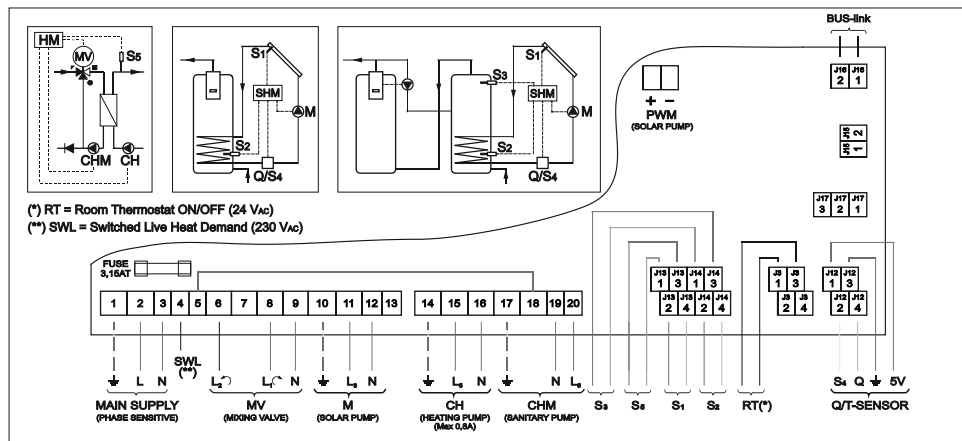 BUS-link
HM
MV
S5
CHM
CH
S1
SHM
M
S2
Q/S4
S1
S3
SHM
M
S2
Q/S4
+ −
PWM
(SOLAR PUMP)
J16 2 J16 1
J15 1 J15 2
J17 3 J17 2 J17 1
(*) RT = Room Thermostat ON/OFF (24 VAC)
(**) SWL = Switched Live Heat Demand (230 VAC)
FUSE
3,15AT
1 2 3 4 5 6 7 8 9 10 11 12 13 14 15 16 17 18 19 20
J13 1 J13 3 J14 1 J14 3
J13 2 J13 4 J14 2 J14 4
J3 1 J3 3
J3 2 J3 4
J12 1 J12 3
J12 2 J12 4
SWL
(**)
L N L2 L1 N L3 N L5 N N L6 S3 S5 S1 S2 RT(*) S4 Q 5V
MAIN SUPPLY
(PHASE SENSITIVE)
MV
(MIXING VALVE)
M
(SOLAR PUMP)
CH
(HEATING PUMP)
(Max 0,8A)
CHM
(SANITARY PUMP)
Q/T-SENSOR